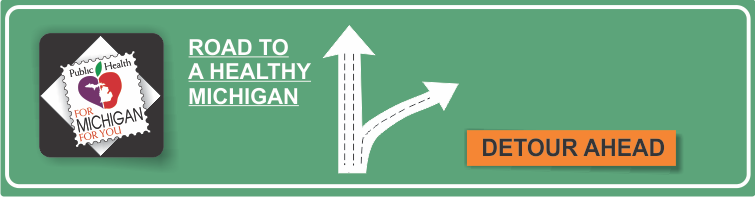 Public Health
FOR
MICHIGAN
FOR YOU
ROAD TO
A HEALTHY
MICHIGAN
DETOUR AHEAD